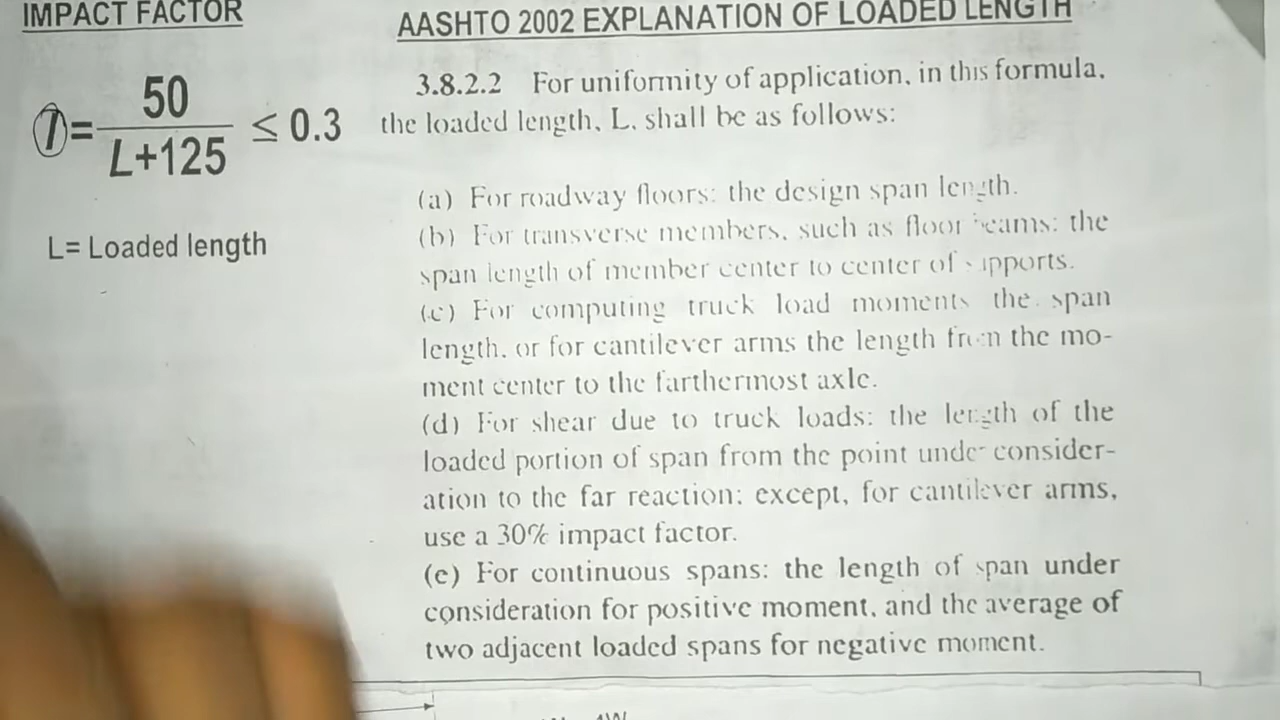 IMPACT FACTOR
I = 50 / L+125 ≤ 0.3
L= Loaded length
AASHTO 2002 EXPLANATION OF LOADED LENGTH
3.8.2.2 For uniformity of application, in this formula,
the loaded length, L, shall be as follows:
(a) For roadway floors: the design span length.
(b) For transverse members, such as floor beams: the
span length of member center to center of supports.
(c) For computing truck load moments the span
length, or for cantilever arms the length from the mo-
ment center to the farthermost axle.
(d) For shear due to truck loads: the length of the
loaded portion of span from the point under consider-
ation to the far reaction: except, for cantilever arms,
use a 30% impact factor.
(e) For continuous spans: the length of span under
consideration for positive moment, and the average of
two adjacent loaded spans for negative moment.